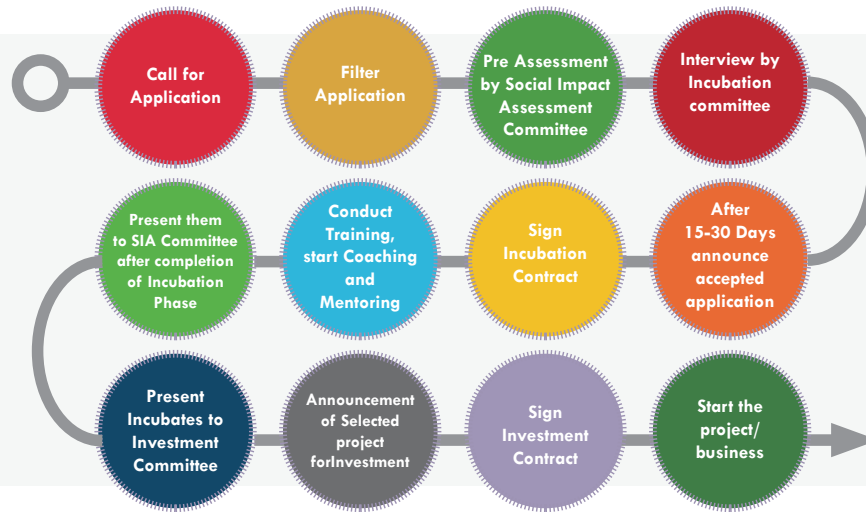 Call for
Application
Filter
Application
Pre Assessment
by Social Impact
Assessment
Committee
Interview by
Incubation
committee
After
15-30 Days
announce
accepted
application
Sign
Incubation
Contract
Conduct
Training,
start Coaching
and
Mentoring
Present them
to SIA Committee
after completion
of Incubation
Phase
Present
Incubates to
Investment
Committee
Announcement
of Selected
project
forInvestment
Sign
Investment
Contract
Start the
project/
business